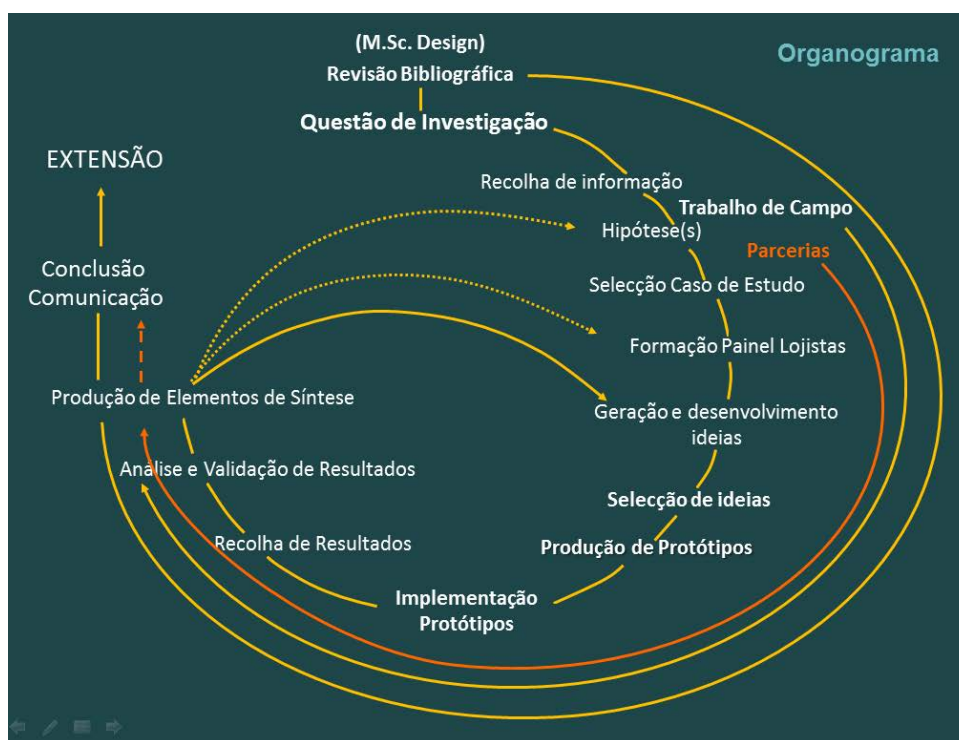 (M.Sc. Design)
Organograma
Revisão Bibliográfica
Questão de Investigação
EXTENSÃO
Recolha de informação
Trabalho de Campo
Hipótese(s)
Parcerias
Conclusão
Comunicação
Selecção Caso de Estudo
Formação Painel Lojistas
Produção de Elementos de Síntese
Geração e desenvolvimento
ideias
Análise e Validação de Resultados
Selecção de ideias
Recolha de Resultados
Produção de Protótipos
Implementação
Protótipos